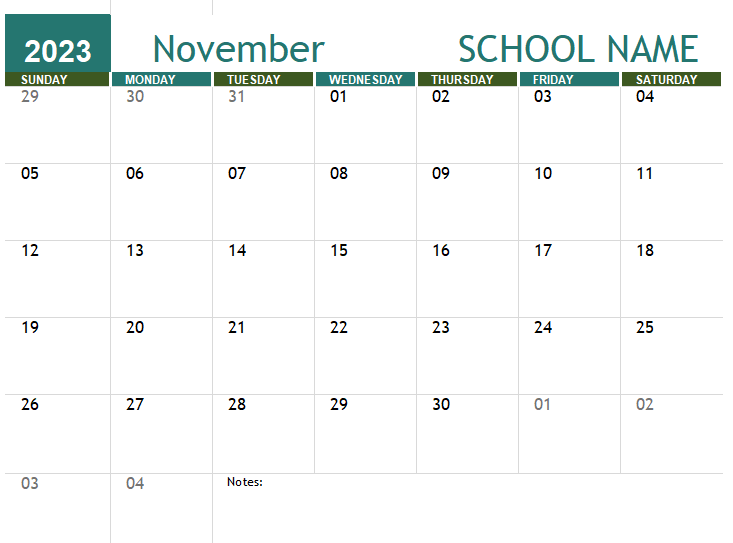 2023 November SCHOOL NAME
SUNDAY MONDAY TUESDAY WEDNESDAY THURSDAY FRIDAY SATURDAY
29 30 31 01 02 03 04
05 06 07 08 09 10 11
12 13 14 15 16 17 18
19 20 21 22 23 24 25
26 27 28 29 30 01 02
03 04 Notes: